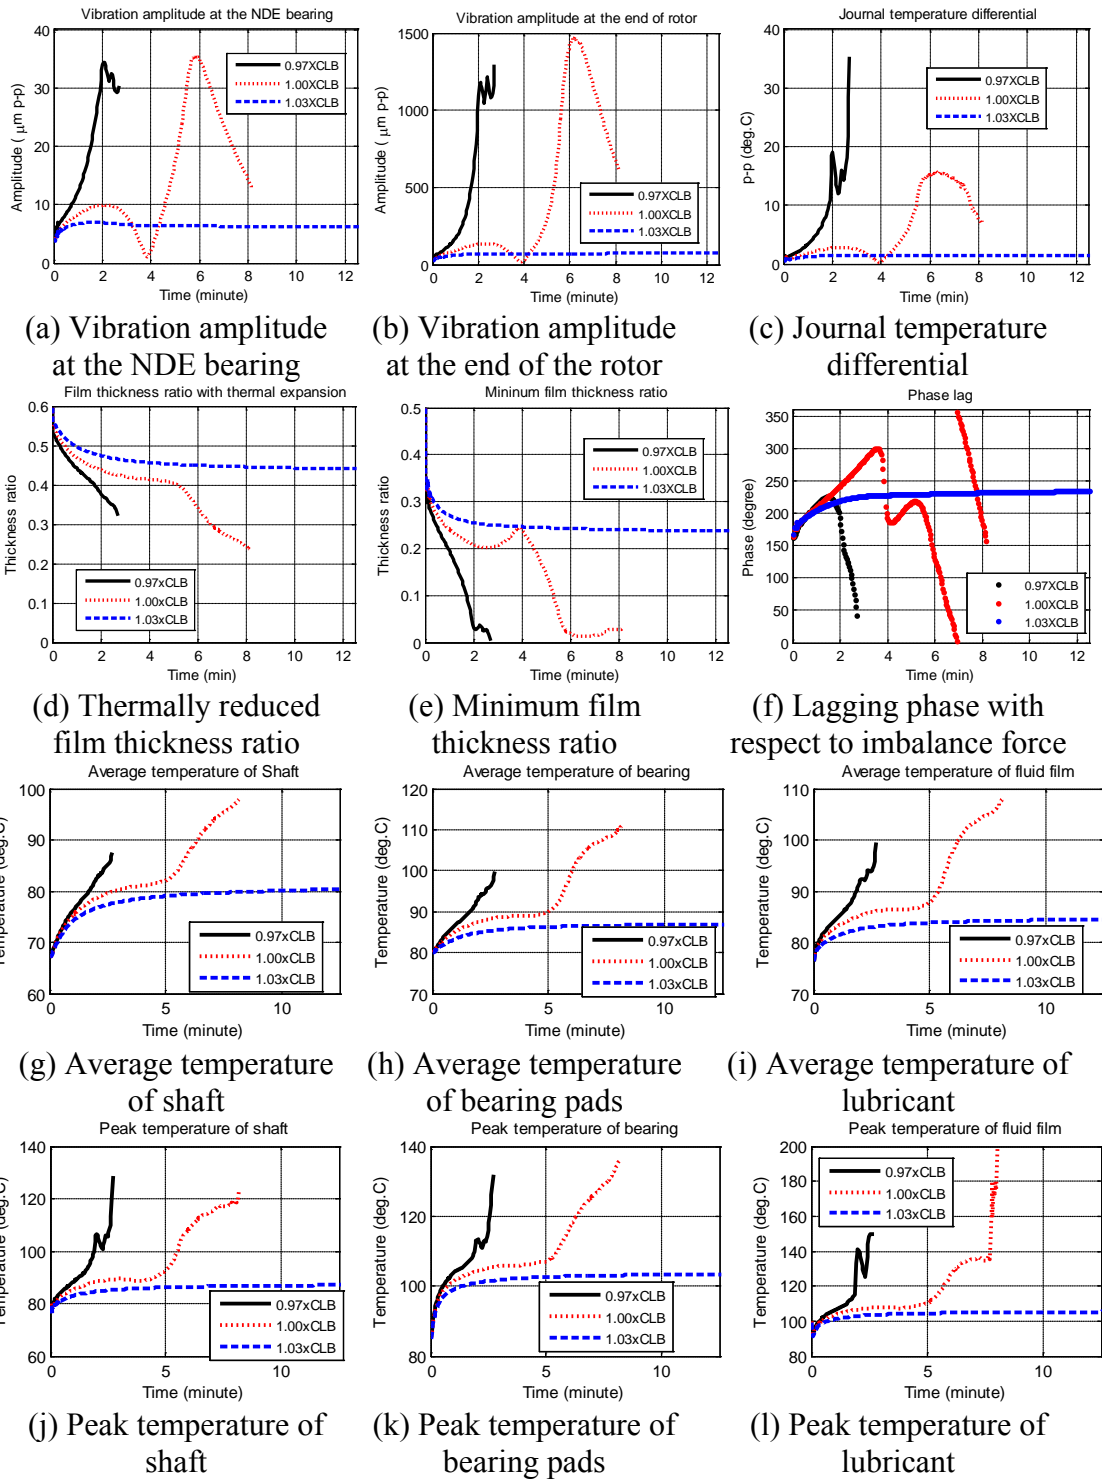 Vibration amplitude at the NDE bearing
Amplitude ( μm p-p)
40
30
20
10
0
0 2 4 6 8 10 12
Time (minute)
0.97XCLB
1.00XCLB
1.03XCLB
(a) Vibration amplitude
at the NDE bearing
Vibration amplitude at the end of rotor
Amplitude ( μm p-p)
1500
1000
500
0
0 2 4 6 8 10 12
Time (minute)
0.97XCLB
1.00XCLB
1.03XCLB
(b) Vibration amplitude
at the end of the rotor
Journal temperature differential
p-p (deg.C)
40
30
20
10
0
0 2 4 6 8 10 12
Time (min)
0.97XCLB
1.00XCLB
1.03XCLB
(c) Journal temperature
differential
Film thickness ratio with thermal expansion
Thickness ratio
0.6
0.5
0.4
0.3
0.2
0.1
0
0 2 4 6 8 10 12
Time (min)
0.97xCLB
1.00xCLB
1.03xCLB
(d) Thermally reduced
film thickness ratio
Mininum film thickness ratio
Thickness ratio
0.5
0.4
0.3
0.2
0.1
0
0 2 4 6 8 10 12
Time (minute)
0.97XCLB
1.00XCLB
1.03XCLB
(e) Minimum film
thickness ratio
Phase lag
Phase (degree)
350
300
250
200
150
100
50
0
0 2 4 6 8 10 12
Time (min)
0.97XCLB
1.00XCLB
1.03XCLB
(f) Lagging phase with
respect to imbalance force
Average temperature of Shaft
Temperature (deg.C)
100
90
80
70
60
0 5 10
Time (minute)
0.97xCLB
1.00xCLB
1.03xCLB
(g) Average temperature
of shaft
Average temperature of bearing
Temperature (deg.C)
120
110
100
90
80
70
0 5 10
Time (minute)
0.97xCLB
1.00xCLB
1.03xCLB
(h) Average temperature
of bearing pads
Average temperature of fluid film
Temperature (deg.C)
110
100
90
80
70
0 5 10
Time (minute)
0.97xCLB
1.00xCLB
1.03xCLB
(i) Average temperature of
lubricant
Peak temperature of shaft
Temperature (deg.C)
140
120
100
80
60
0 5 10
Time (minute)
0.97xCLB
1.00xCLB
1.03xCLB
(j) Peak temperature of
shaft
Peak temperature of bearing
Temperature (deg.C)
140
120
100
80
0 5 10
Time (minute)
0.97xCLB
1.00xCLB
1.03xCLB
(k) Peak temperature of
bearing pads
Peak temperature of fluid film
Temperature (deg.C)
200
180
160
140
120
100
80
0 5 10
Time (minute)
0.97xCLB
1.00xCLB
1.03xCLB
(l) Peak temperature of
lubricant